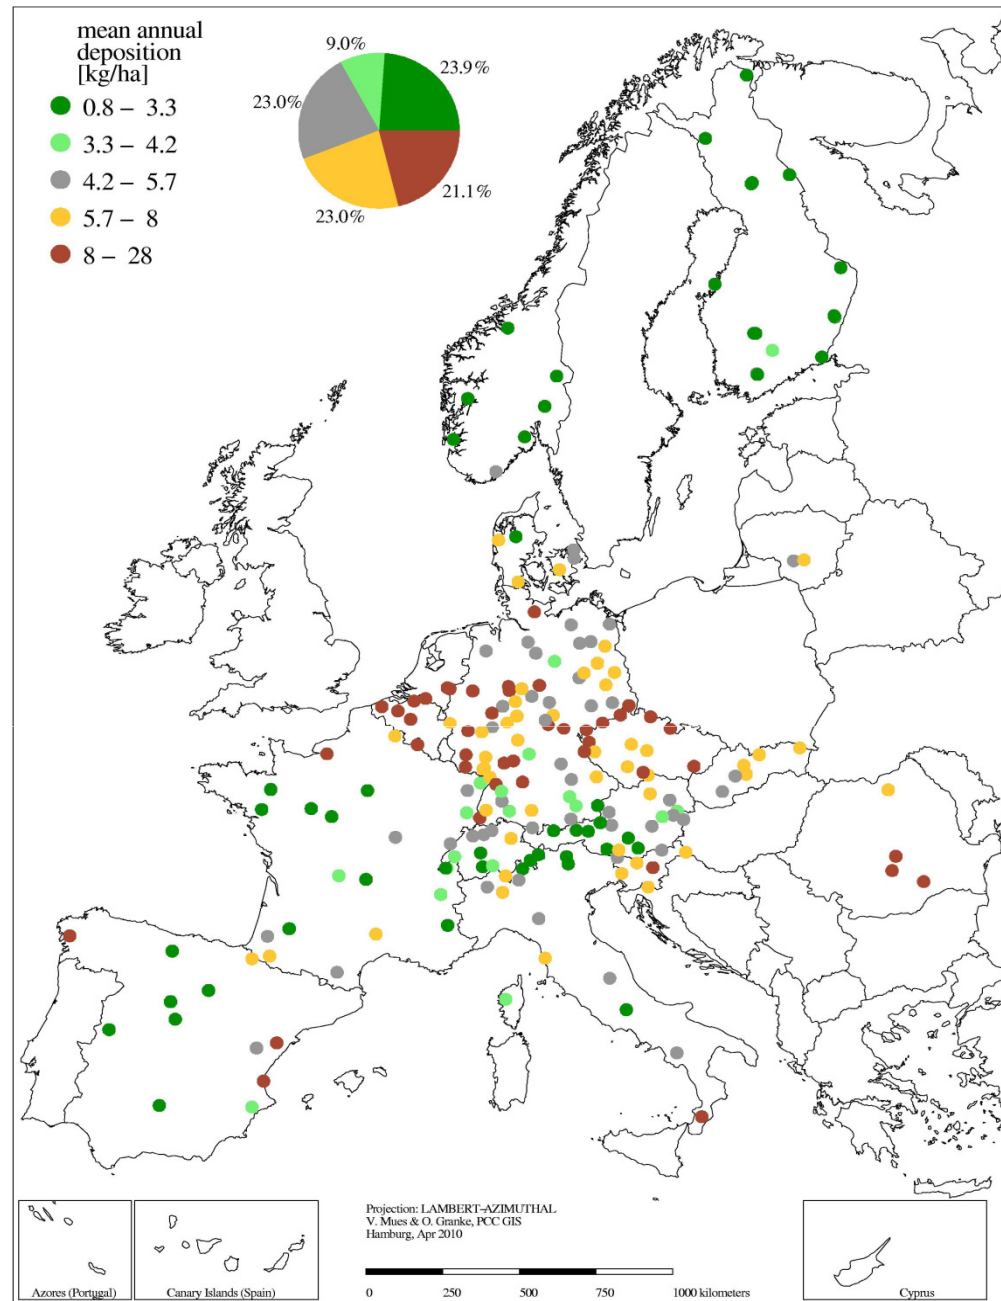 mean annual
deposition
[kg/ha]
0.8 – 3.3
3.3 – 4.2
4.2 – 5.7
5.7 – 8
8 – 28
9.0%
23.9%
23.0%
23.0%
21.1%
Projection: LAMBERT–AZIMUTHAL
V. Mues & O. Granke, PCC GIS
Hamburg, Apr 2010
0 250 500 750 1000 kilometers
Azores (Portugal)
Canary Islands (Spain)
Cyprus